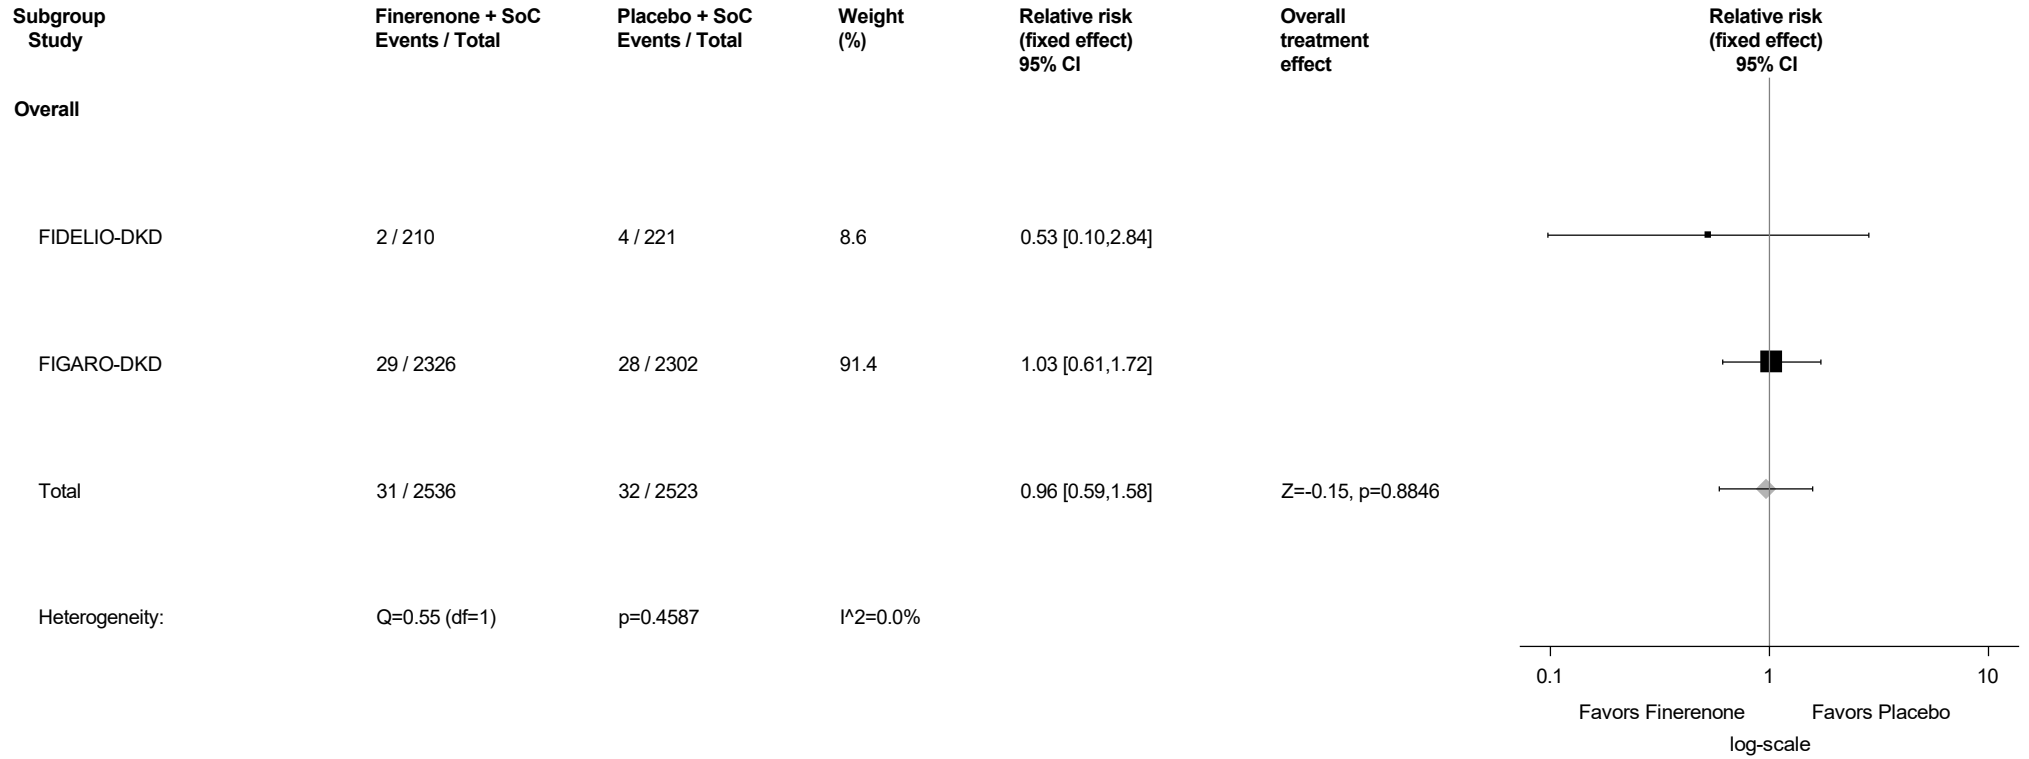 Subgroup Finerenone + SoC Placebo + SoC Weight Relative risk Overall Relative risk
Study Events / Total Events / Total (%) (fixed effect) treatment (fixed effect)
95% CI effect 95% CI
Overall
FIDELIO-DKD 2 / 210 4 / 221 8.6 0.53 [0.10,2.84]
FIGARO-DKD 29 / 2326 28 / 2302 91.4 1.03 [0.61,1.72]
Total 31 / 2536 32 / 2523 0.96 [0.59,1.58] Z=-0.15, p=0.8846
Heterogeneity: Q=0.55 (df=1) p=0.4587 I^2=0.0%
0.1 1 10
Favors Finerenone Favors Placebo
log-scale